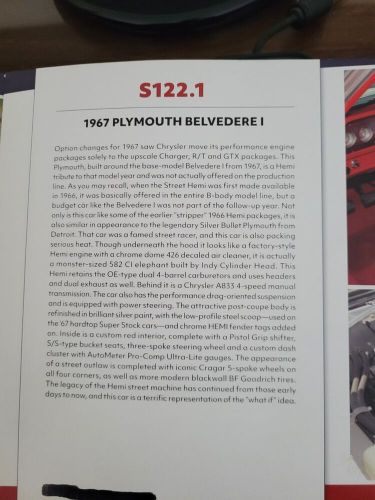 S122.1
1967 PLYMOUTH BELVEDERE I
Option changes for 1967 saw Chrysler move its performance engine
packages solely to the upscale Charger, R/T and GTX packages. This
Plymouth, built around the base-model Belvedere I from 1967, is a Hemi
tribute to that model year and was not actually offered on the production
line. As you may recall, when the Street Hemi was first made available
in 1966, it was basically offered in the entire B-body model line; but a
budget car like the Belvedere I was not part of the follow-up year. Not
only is this car like some of the earlier "stripper" 1966 Hemi packages, it is
also similar in appearance to the legendary Silver Bullet Plymouth from
Detroit. That car was a famed street racer, and this car is also packing
serious heat. Though underneath the hood it looks like a factory-style
Hemi engine with a chrome dome 426 decaled air cleaner, it is actually
a monster-sized 582 CI elephant built by Indy Cylinder Head. This
Hemi retains the OE-type dual 4-barrel carburetors and uses headers
and dual exhaust as well. Behind it is a Chrysler A833 4-speed manual
transmission. The car also has the performance drag-oriented suspension
and is equipped with power steering. The attractive post-coupe body is
refinished in brilliant silver paint, with the low-profile steel scoop—used on
the '67 hardtop Super Stock cars—and chrome HEMI fender tags added
on. Inside is a custom red interior, complete with a Pistol Grip shifter,
S/S-type bucket seats, three-spoke steering wheel and a custom dash
cluster with AutoMeter Pro-Comp Ultra-Lite gauges. The appearance
of a street outlaw is completed with iconic Cragar 5-spoke wheels on
all four corners, as well as more modern blackwall BF Goodrich tires.
The legacy of the Hemi street machine has continued from those early
days to now, and this car is a terrific representation of the "what if" idea.